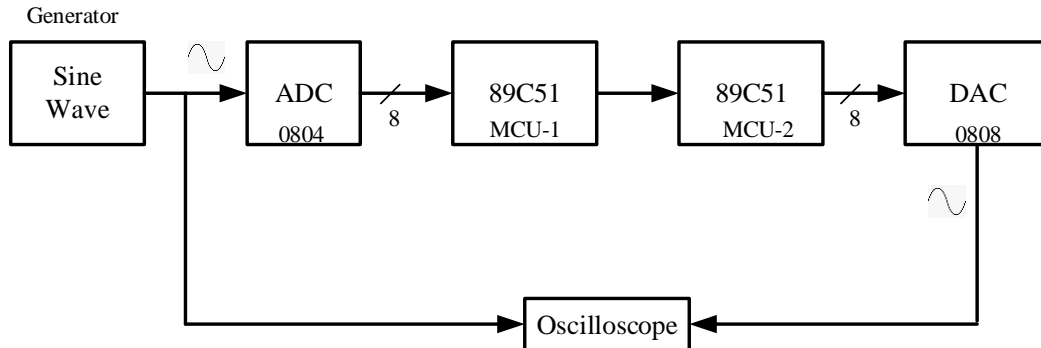 Generator
Sine
Wave
ADC
0804
8
89C51
MCU-1
89C51
MCU-2
8
DAC
0808
Oscilloscope